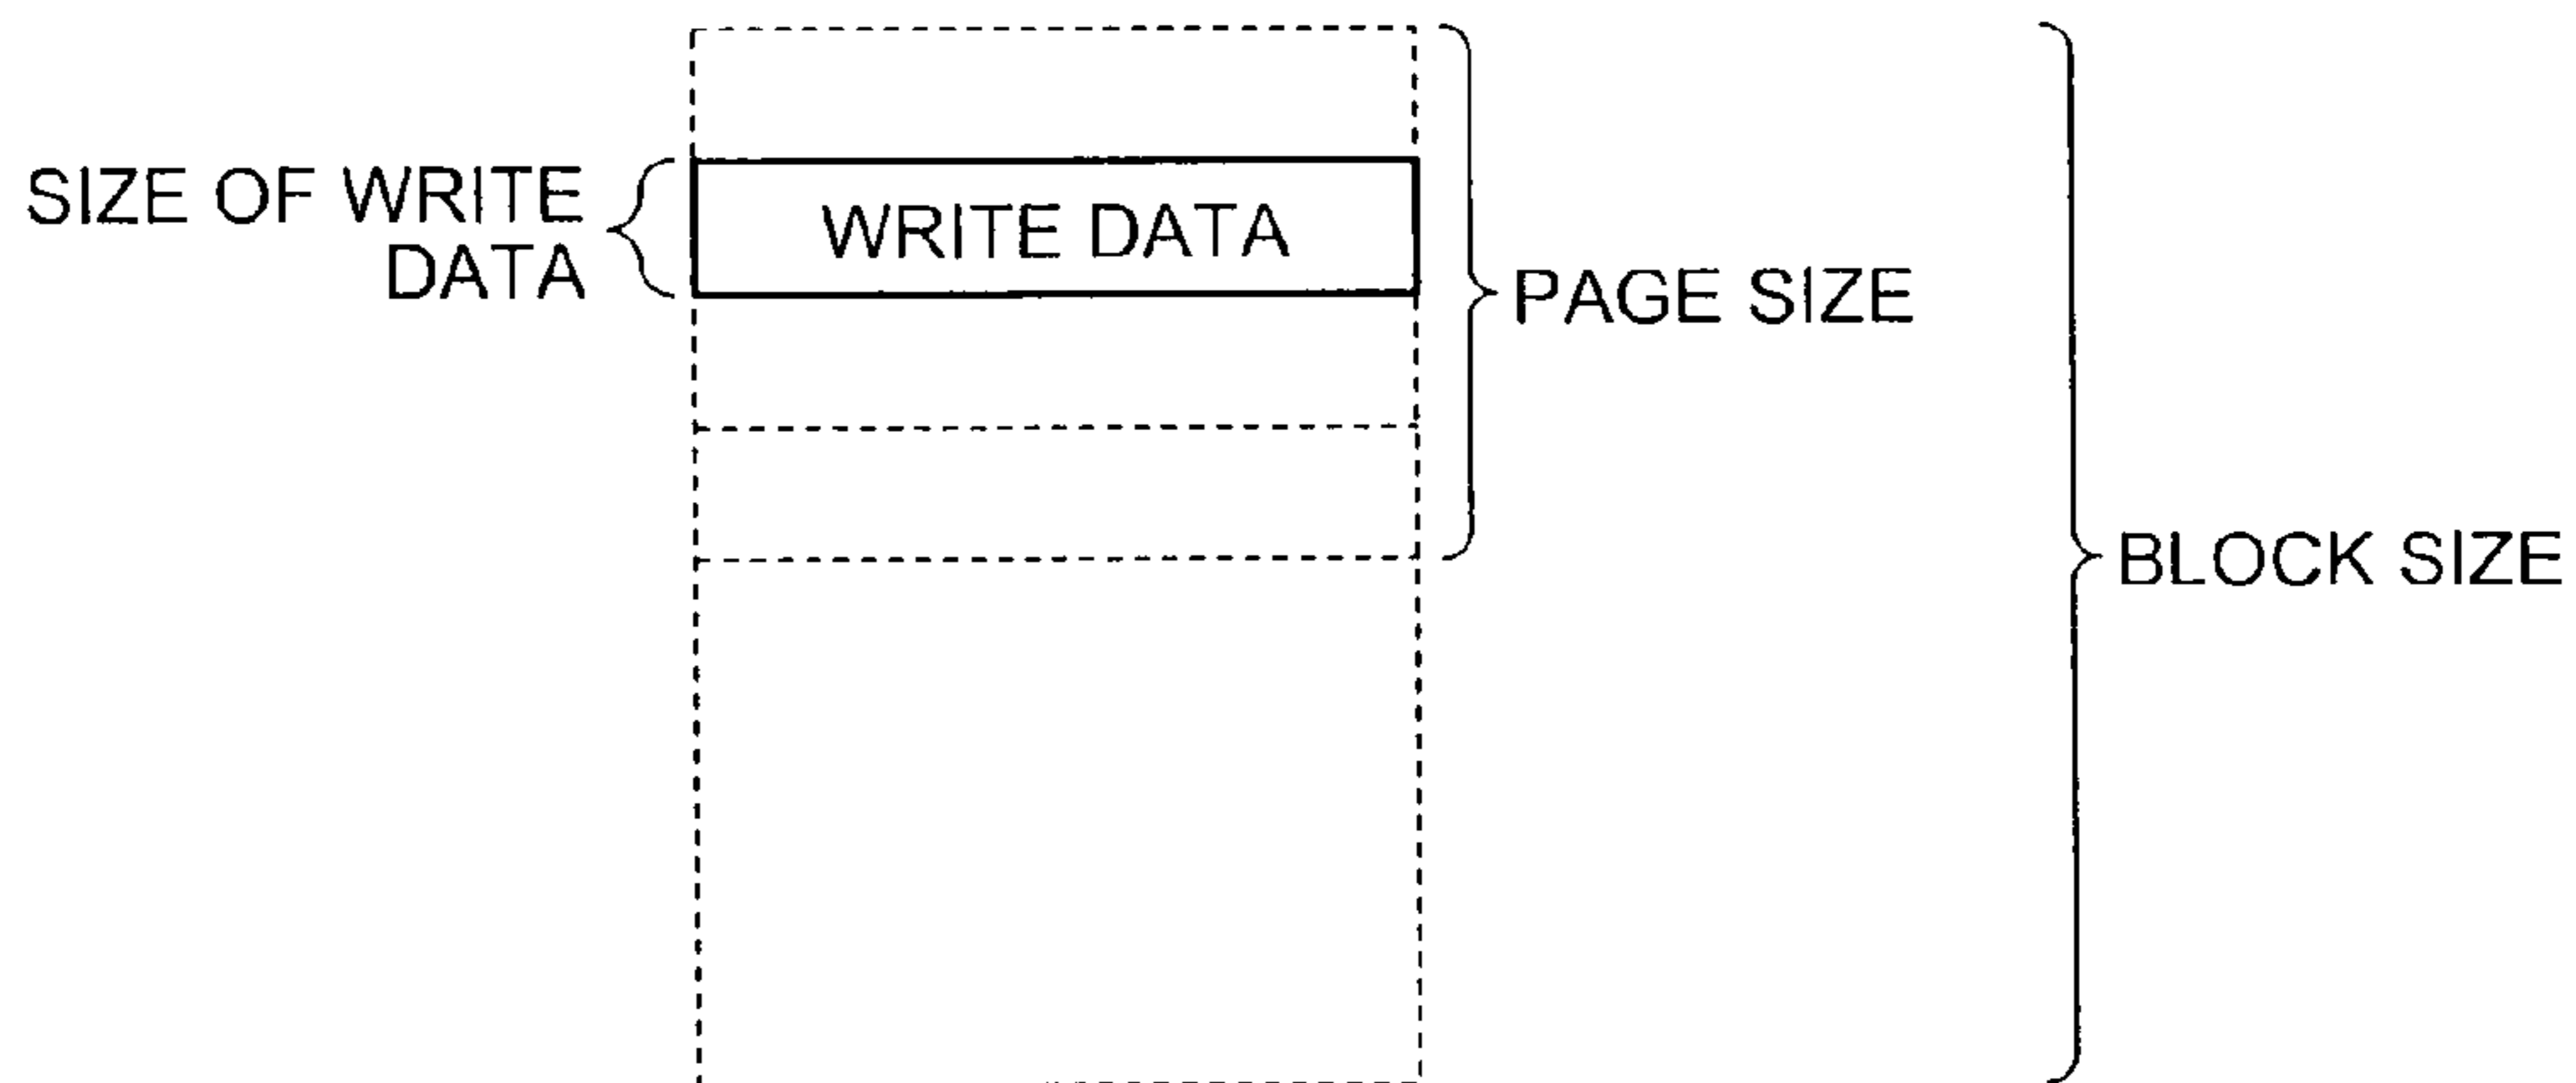 SIZE OF WRITE
DATA
WRITE DATA
PAGE SIZE
BLOCK SIZE